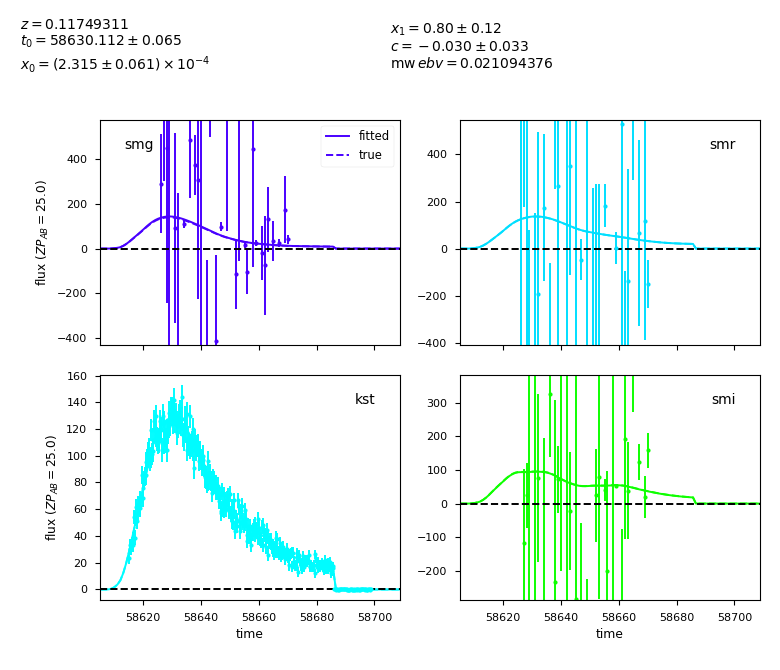 z = 0.11749311
t₀ = 58630.112 ± 0.065
x₀ = (2.315 ± 0.061) × 10⁻⁴
x₁ = 0.80 ± 0.12
c = −0.030 ± 0.033
mw ebv = 0.021094376
smg
fitted
true
400
200
0
−200
−400
flux (ZP_AB = 25.0)
smr
400
200
0
−200
−400
kst
160
140
120
100
80
60
40
20
0
flux (ZP_AB = 25.0)
58620 58640 58660 58680 58700
time
smi
300
200
100
0
−100
−200
58620 58640 58660 58680 58700
time